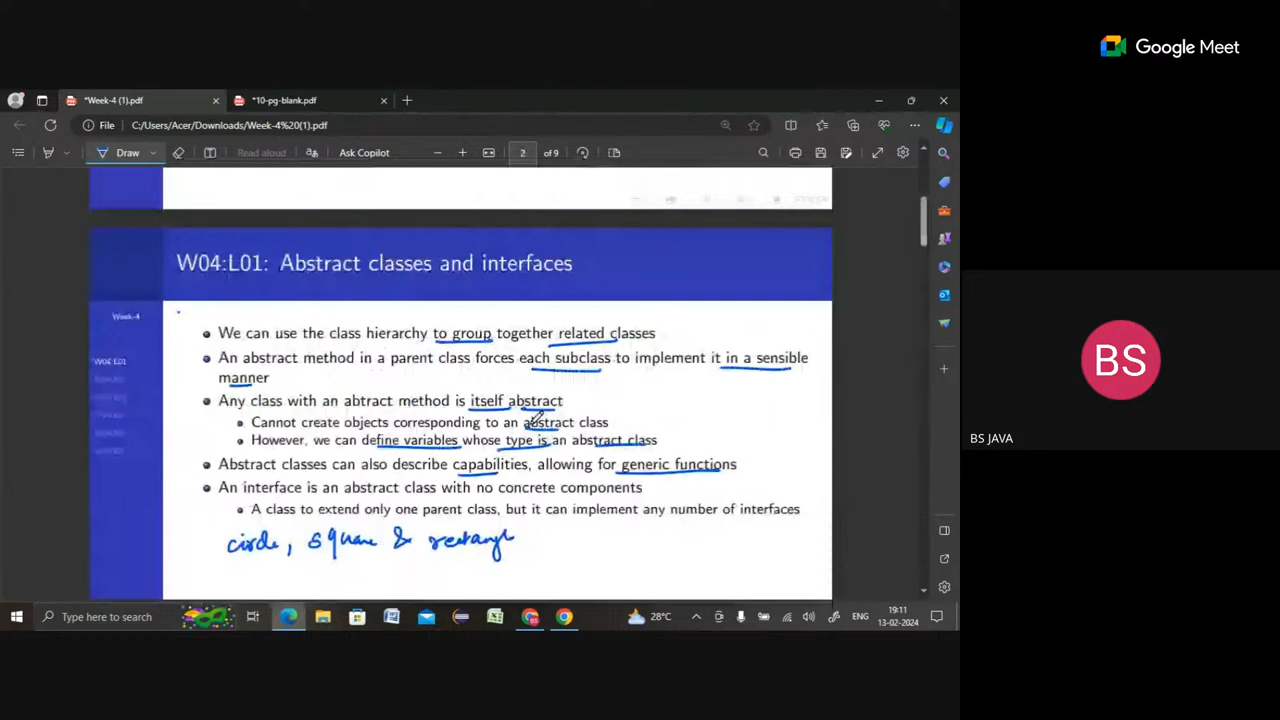 Google Meet
*Week-4 (1).pdf
*10-pg-blank.pdf
File
C:/Users/Acer/Downloads/Week-4%20(1).pdf
Draw
Read aloud
Ask Copilot
2
of 9
W04:L01: Abstract classes and interfaces
Week-4
W04:L01
We can use the class hierarchy to group together related classes
An abstract method in a parent class forces each subclass to implement it in a sensible
manner
Any class with an abtract method is itself abstract
Cannot create objects corresponding to an abstract class
However, we can define variables whose type is an abstract class
Abstract classes can also describe capabilities, allowing for generic functions
An interface is an abstract class with no concrete components
A class to extend only one parent class, but it can implement any number of interfaces
circle, square & rectangle
BS
BS JAVA
Type here to search
28°C
ENG
19:11
13-02-2024